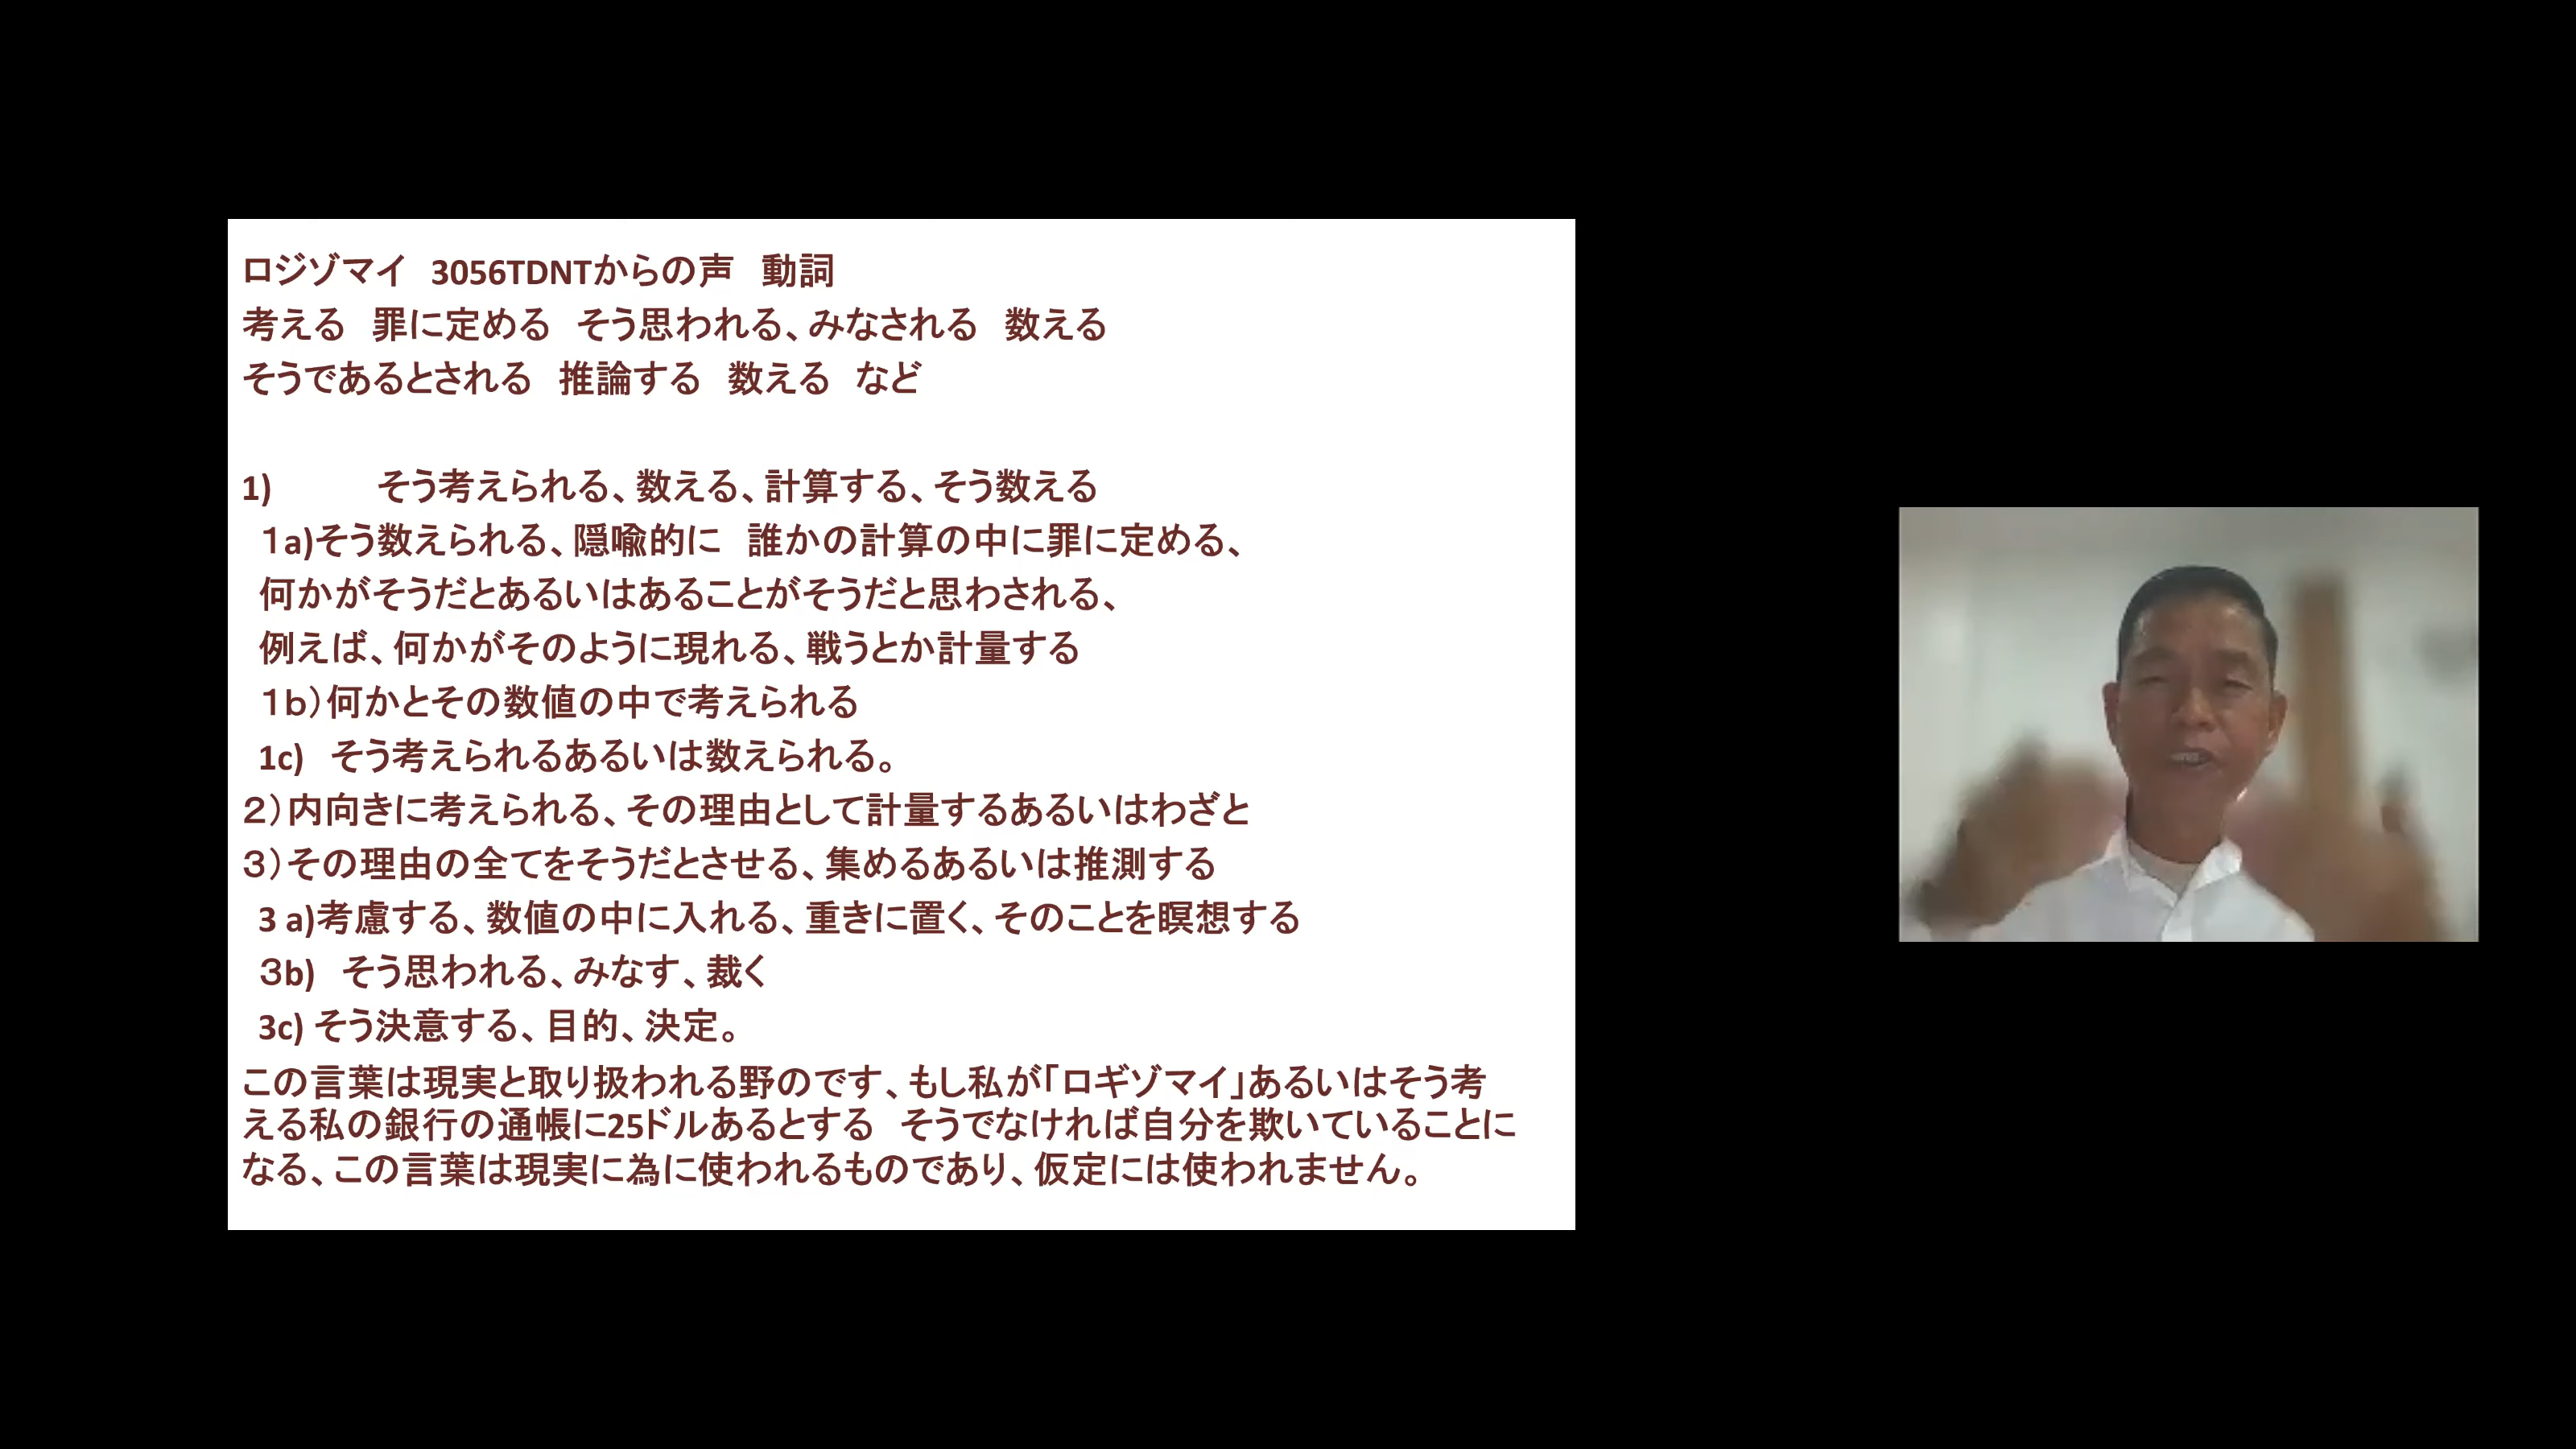 ロジゾマイ　3056TDNTからの声　動詞
考える　罪に定める　そう思われる、みなされる　数える
そうであるとされる　推論する　数える　など
1)　　　そう考えられる、数える、計算する、そう数える
１a)そう数えられる、隠喩的に　誰かの計算の中に罪に定める、
何かがそうだとあるいはあることがそうだと思わされる、
例えば、何かがそのように現れる、戦うとか計量する
１ｂ）何かとその数値の中で考えられる
1c)　そう考えられるあるいは数えられる。
２）内向きに考えられる、その理由として計量するあるいはわざと
３）その理由の全てをそうだとさせる、集めるあるいは推測する
3 a)考慮する、数値の中に入れる、重きに置く、そのことを瞑想する
３b)　そう思われる、みなす、裁く
3c) そう決意する、目的、決定。
この言葉は現実と取り扱われる野のです、もし私が「ロギゾマイ」あるいはそう考
える私の銀行の通帳に25ドルあるとする　そうでなければ自分を欺いていることに
なる、この言葉は現実に為に使われるものであり、仮定には使われません。